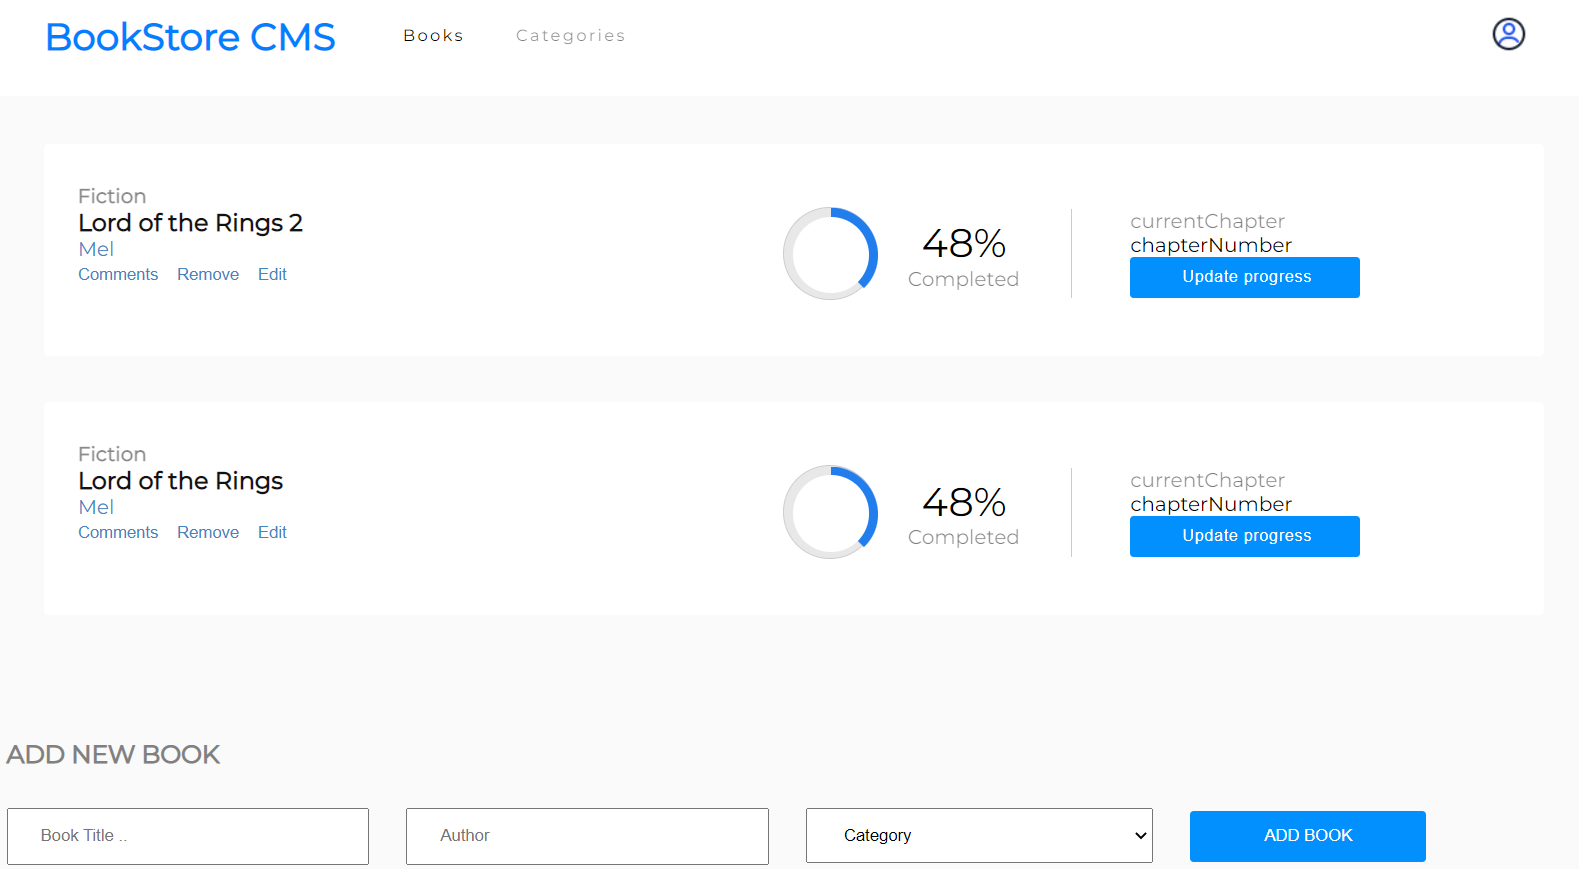 BookStore CMS
Books
Categories
Fiction
Lord of the Rings 2
Mel
Comments Remove Edit
48%
Completed
currentChapter
chapterNumber
Update progress
Fiction
Lord of the Rings
Mel
Comments Remove Edit
48%
Completed
currentChapter
chapterNumber
Update progress
ADD NEW BOOK
Book Title ..
Author
Category
ADD BOOK